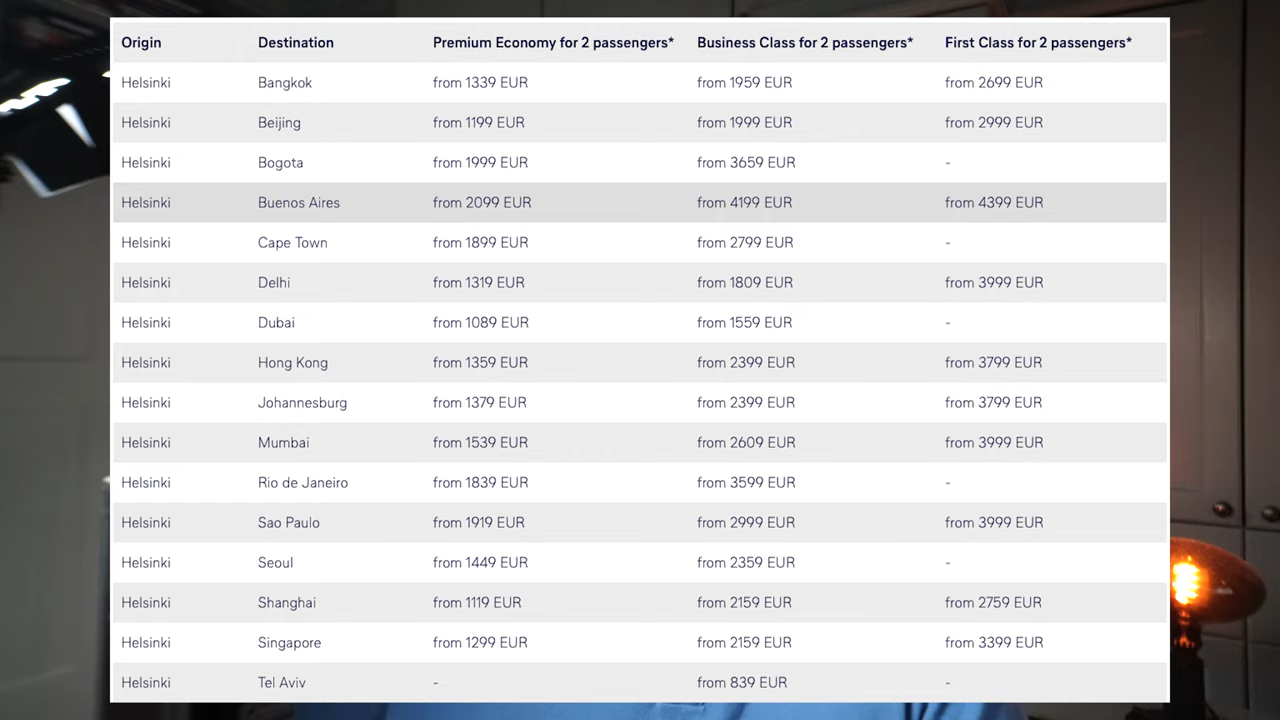 Origin Destination Premium Economy for 2 passengers* Business Class for 2 passengers* First Class for 2 passengers*
Helsinki Bangkok from 1339 EUR from 1959 EUR from 2699 EUR
Helsinki Beijing from 1199 EUR from 1999 EUR from 2999 EUR
Helsinki Bogota from 1999 EUR from 3659 EUR -
Helsinki Buenos Aires from 2099 EUR from 4199 EUR from 4399 EUR
Helsinki Cape Town from 1899 EUR from 2799 EUR -
Helsinki Delhi from 1319 EUR from 1809 EUR from 3999 EUR
Helsinki Dubai from 1089 EUR from 1559 EUR -
Helsinki Hong Kong from 1359 EUR from 2399 EUR from 3799 EUR
Helsinki Johannesburg from 1379 EUR from 2399 EUR from 3799 EUR
Helsinki Mumbai from 1539 EUR from 2609 EUR from 3999 EUR
Helsinki Rio de Janeiro from 1839 EUR from 3599 EUR -
Helsinki Sao Paulo from 1919 EUR from 2999 EUR from 3999 EUR
Helsinki Seoul from 1449 EUR from 2359 EUR -
Helsinki Shanghai from 1119 EUR from 2159 EUR from 2759 EUR
Helsinki Singapore from 1299 EUR from 2159 EUR from 3399 EUR
Helsinki Tel Aviv - from 839 EUR -